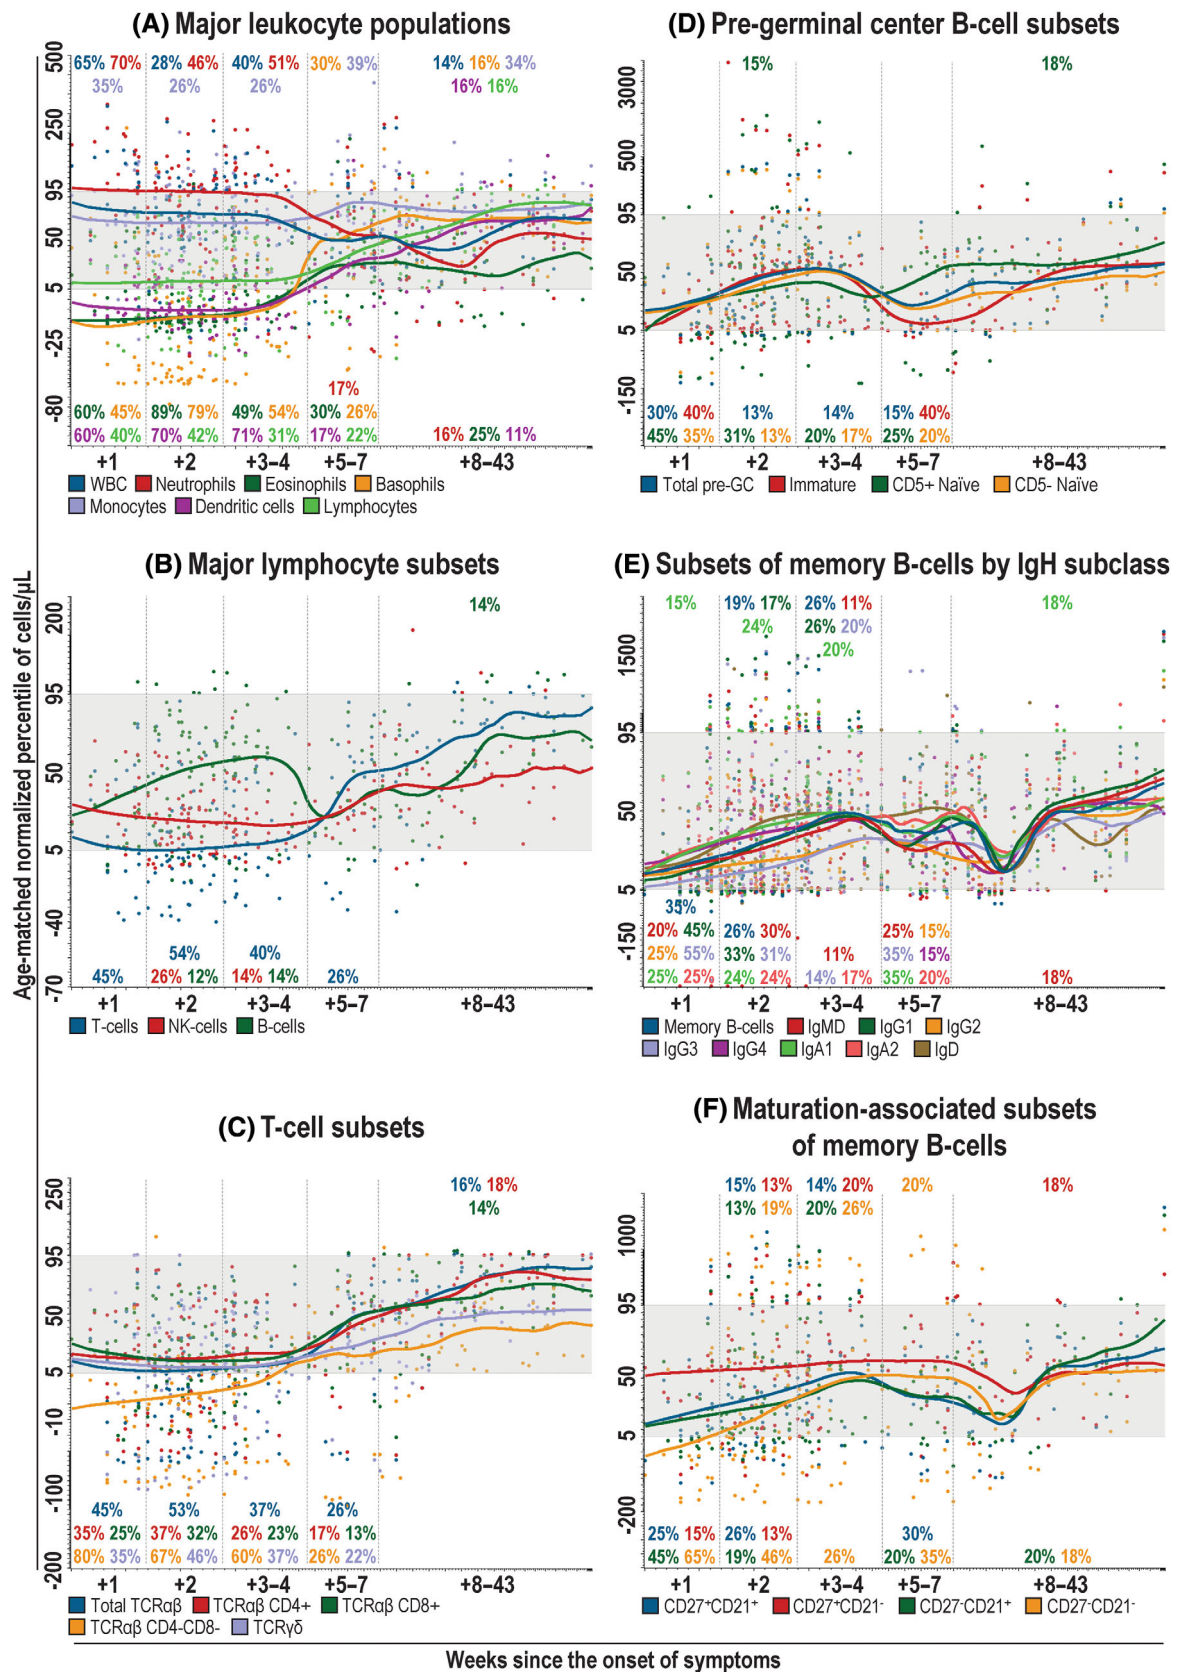 Age-matched normalized percentile of cells/µL
(A) Major leukocyte populations
500
250
95
50
5
-25
-80
65% 70% 28% 46% 40% 51% 30% 39% 14% 16% 34%
35% 26% 26% 16% 16%
17%
60% 45% 89% 79% 49% 54% 30% 26%
60% 40% 70% 42% 71% 31% 17% 22% 16% 25% 11%
+1 +2 +3–4 +5–7 +8–43
WBC Neutrophils Eosinophils Basophils
Monocytes Dendritic cells Lymphocytes
(B) Major lymphocyte subsets
200
95
50
5
-40
-70
14%
54% 40%
45% 26% 12% 14% 14% 26%
+1 +2 +3–4 +5–7 +8–43
T-cells NK-cells B-cells
(C) T-cell subsets
250
95
50
5
-10
-100
-200
16% 18%
14%
45% 53% 37% 26%
35% 25% 37% 32% 26% 23% 17% 13%
80% 35% 67% 46% 60% 37% 26% 22%
+1 +2 +3–4 +5–7 +8–43
Total TCRαβ TCRαβ CD4+ TCRαβ CD8+
TCRαβ CD4-CD8- TCRγδ
(D) Pre-germinal center B-cell subsets
3000
500
95
50
5
-150
15% 18%
30% 40% 13% 14% 15% 40%
45% 35% 31% 13% 20% 17% 25% 20%
+1 +2 +3–4 +5–7 +8–43
Total pre-GC Immature CD5+ Naïve CD5- Naïve
(E) Subsets of memory B-cells by IgH subclass
1500
95
50
5
-150
15% 19% 17% 26% 11% 18%
24% 26% 20%
20%
35%
20% 45% 26% 30% 25% 15%
25% 55% 33% 31% 11% 35% 15%
25% 25% 24% 24% 14% 17% 35% 20% 18%
+1 +2 +3–4 +5–7 +8–43
Memory B-cells IgMD IgG1 IgG2
IgG3 IgG4 IgA1 IgA2 IgD
(F) Maturation-associated subsets
of memory B-cells
1000
95
50
5
-200
15% 13% 14% 20% 20% 18%
13% 19% 20% 26%
25% 15% 26% 13% 30%
45% 65% 19% 46% 26% 20% 35% 20% 18%
+1 +2 +3–4 +5–7 +8–43
CD27⁺CD21⁺ CD27⁺CD21⁻ CD27⁻CD21⁺ CD27⁻CD21⁻
Weeks since the onset of symptoms